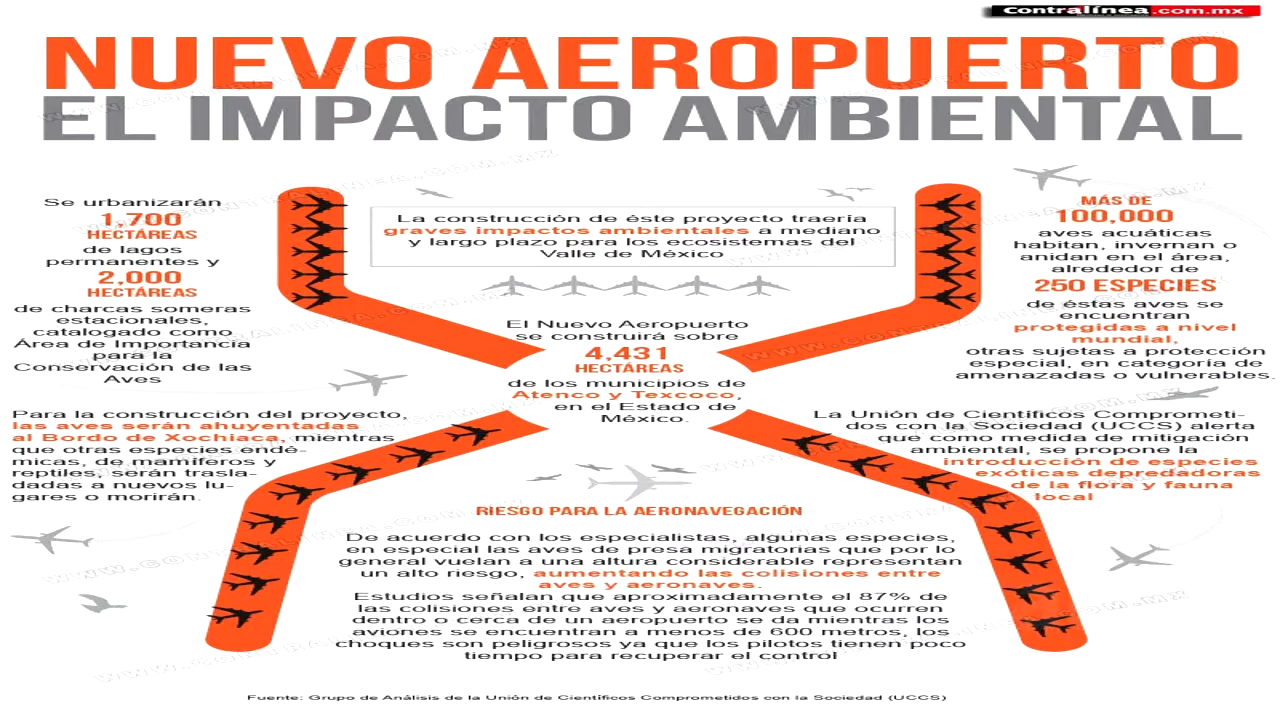 Contralínea.com.mx
NUEVO AEROPUERTO
EL IMPACTO AMBIENTAL
Se urbanizarán
1,700
HECTÁREAS
de lagos
permanentes y
2,000
HECTÁREAS
de charcas someras
estacionales,
catalogado como
Área de Importancia
para la
Conservación de las
Aves
La construcción de éste proyecto traería
graves impactos ambientales a mediano
y largo plazo para los ecosistemas del
Valle de México
MÁS DE
100,000
aves acuáticas
habitan, invernan o
anidan en el área,
alrededor de
250 ESPECIES
de éstas aves se
encuentran
protegidas a nivel
mundial,
otras sujetas a protección
especial, en categoría de
amenazadas o vulnerables.
El Nuevo Aeropuerto
se construirá sobre
4,431
HECTÁREAS
de los municipios de
Atenco y Texcoco,
en el Estado de
México.
Para la construcción del proyecto,
las aves serán ahuyentadas
al Bordo de Xochiaca, mientras
que otras especies endé-
micas, de mamíferos y
reptiles, serán trasla-
dadas a nuevos lu-
gares o morirán.
La Unión de Científicos Comprometi-
dos con la Sociedad (UCCS) alerta
que como medida de mitigación
ambiental, se propone la
introducción de especies
exóticas depredadoras
de la flora y fauna
local
RIESGO PARA LA AERONAVEGACIÓN
De acuerdo con los especialistas, algunas especies,
en especial las aves de presa migratorias que por lo
general vuelan a una altura considerable representan
un alto riesgo, aumentando las colisiones entre
aves y aeronaves.
Estudios señalan que aproximadamente el 87% de
las colisiones entre aves y aeronaves que ocurren
dentro o cerca de un aeropuerto se da mientras los
aviones se encuentran a menos de 600 metros, los
choques son peligrosos ya que los pilotos tienen poco
tiempo para recuperar el control
Fuente: Grupo de Análisis de la Unión de Científicos Comprometidos con la Sociedad (UCCS)